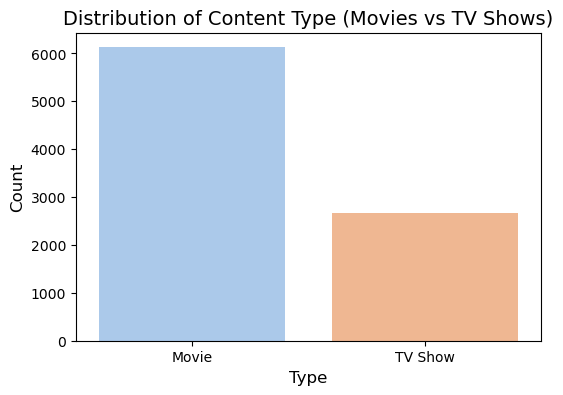 Distribution of Content Type (Movies vs TV Shows)
6000
5000
4000
3000
2000
1000
0
Count
Movie
TV Show
Type